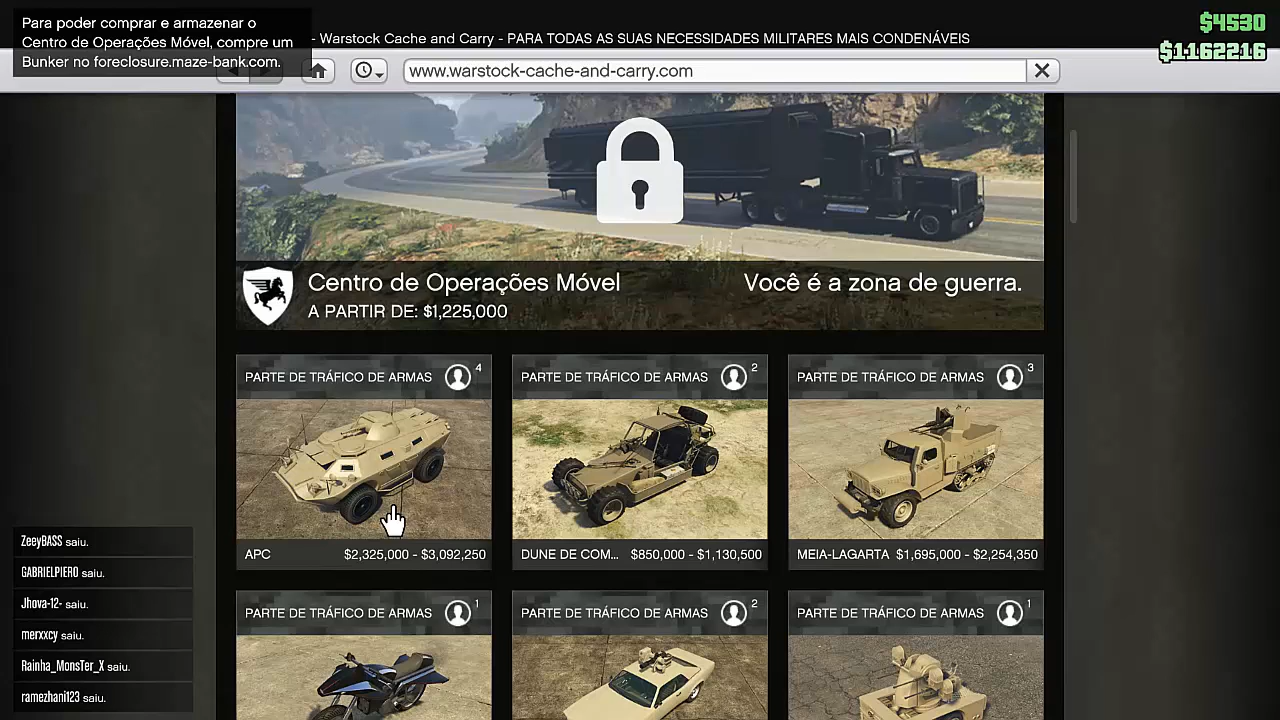 Para poder comprar e armazenar o
Centro de Operações Móvel, compre um
Bunker no foreclosure.maze-bank.com.
- Warstock Cache and Carry - PARA TODAS AS SUAS NECESSIDADES MILITARES MAIS CONDENÁVEIS
$4530
$1162216
www.warstock-cache-and-carry.com
Centro de Operações Móvel
Você é a zona de guerra.
A PARTIR DE: $1,225,000
PARTE DE TRÁFICO DE ARMAS 4
PARTE DE TRÁFICO DE ARMAS 2
PARTE DE TRÁFICO DE ARMAS 3
APC $2,325,000 - $3,092,250
DUNE DE COM... $850,000 - $1,130,500
MEIA-LAGARTA $1,695,000 - $2,254,350
PARTE DE TRÁFICO DE ARMAS 1
PARTE DE TRÁFICO DE ARMAS 2
PARTE DE TRÁFICO DE ARMAS 1
ZeeyBASS saiu.
GABRIELPIERO saiu.
Jhova-12- saiu.
merxxcy saiu.
Rainha_MonsTer_X saiu.
ramezhani123 saiu.